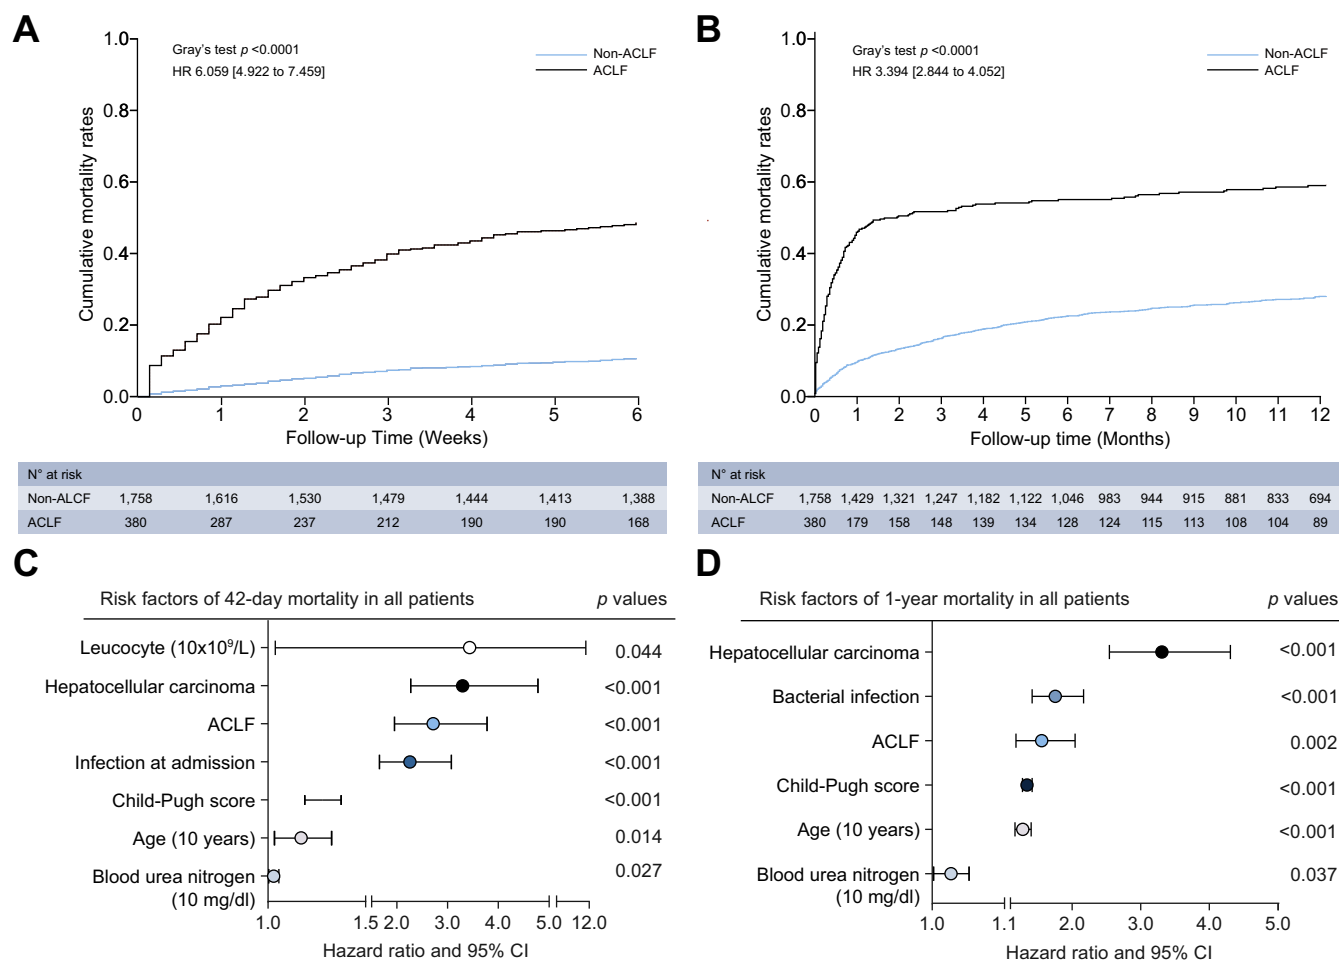 A
1.0
Gray's test p <0.0001
HR 6.059 [4.922 to 7.459]
Non-ACLF
ACLF
0.8
0.6
0.4
0.2
0.0
Cumulative mortality rates
0 1 2 3 4 5 6
Follow-up Time (Weeks)
N° at risk
Non-ALCF 1,758 1,616 1,530 1,479 1,444 1,413 1,388
ACLF 380 287 237 212 190 190 168
B
1.0
Gray's test p <0.0001
HR 3.394 [2.844 to 4.052]
Non-ACLF
ACLF
0.8
0.6
0.4
0.2
0.0
Cumulative mortality rates
0 1 2 3 4 5 6 7 8 9 10 11 12
Follow-up time (Months)
N° at risk
Non-ALCF 1,758 1,429 1,321 1,247 1,182 1,122 1,046 983 944 915 881 833 694
ACLF 380 179 158 148 139 134 128 124 115 113 108 104 89
C
Risk factors of 42-day mortality in all patients p values
Leucocyte (10x10⁹/L) 0.044
Hepatocellular carcinoma <0.001
ACLF <0.001
Infection at admission <0.001
Child-Pugh score <0.001
Age (10 years) 0.014
Blood urea nitrogen 0.027
(10 mg/dl)
1.0 1.5 2.0 3.0 4.0 5.0 12.0
Hazard ratio and 95% CI
D
Risk factors of 1-year mortality in all patients p values
Hepatocellular carcinoma <0.001
Bacterial infection <0.001
ACLF 0.002
Child-Pugh score <0.001
Age (10 years) <0.001
Blood urea nitrogen 0.037
(10 mg/dl)
1.0 1.1 2.0 3.0 4.0 5.0
Hazard ratio and 95% CI